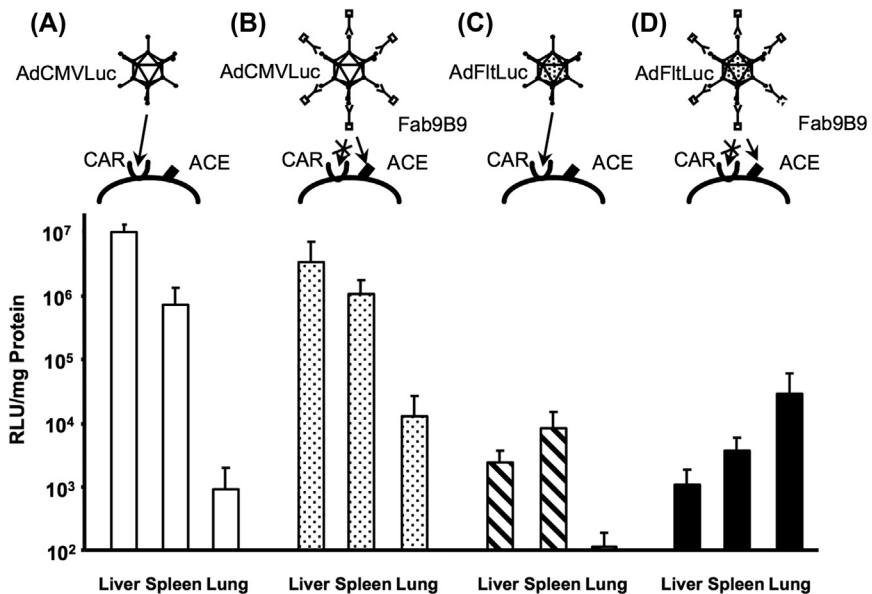 (A) (B) (C) (D)
AdCMVLuc AdCMVLuc AdFltLuc AdFltLuc
Fab9B9 Fab9B9
CAR ACE CAR ACE CAR ACE CAR ACE
RLU/mg Protein
10⁷
10⁶
10⁵
10⁴
10³
10²
Liver Spleen Lung Liver Spleen Lung Liver Spleen Lung Liver Spleen Lung